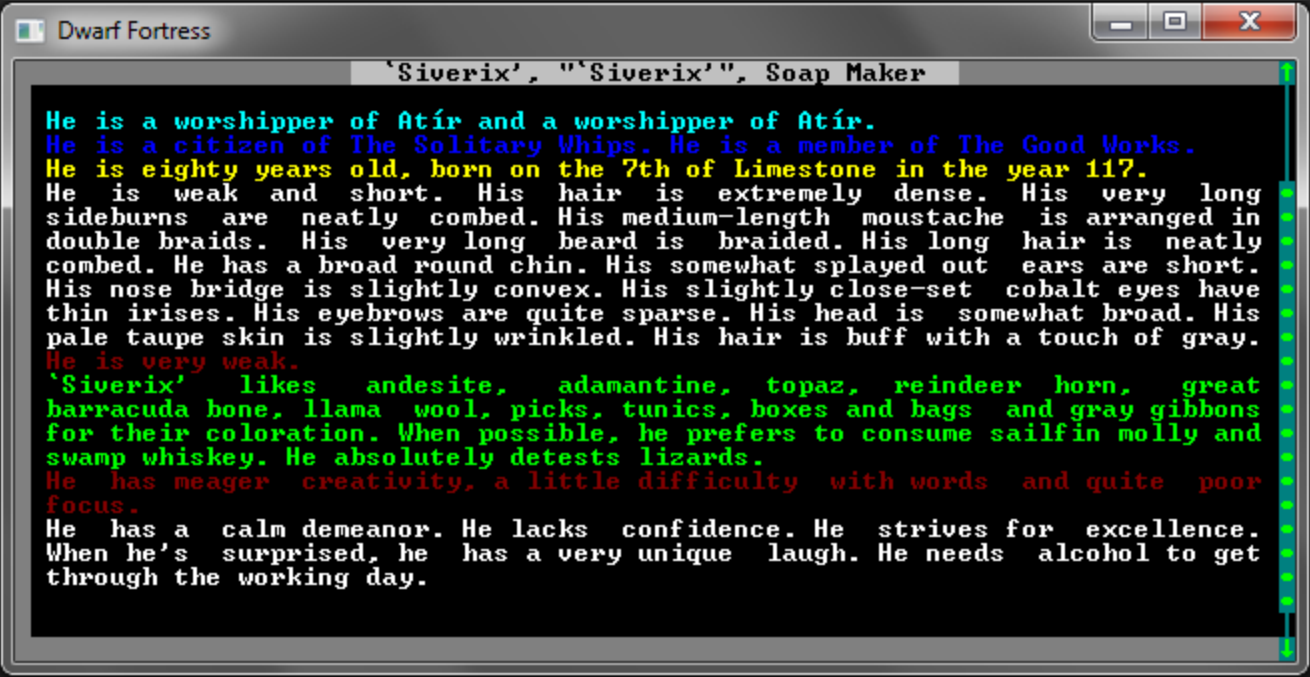 Dwarf Fortress
`Siverix', "`Siverix'", Soap Maker
He is a worshipper of Atír and a worshipper of Atír.
He is a citizen of The Solitary Whips. He is a member of The Good Works.
He is eighty years old, born on the 7th of Limestone in the year 117.
He is weak and short. His hair is extremely dense. His very long
sideburns are neatly combed. His medium-length moustache is arranged in
double braids. His very long beard is braided. His long hair is neatly
combed. He has a broad round chin. His somewhat splayed out ears are short.
His nose bridge is slightly convex. His slightly close-set cobalt eyes have
thin irises. His eyebrows are quite sparse. His head is somewhat broad. His
pale taupe skin is slightly wrinkled. His hair is buff with a touch of gray.
He is very weak.
`Siverix' likes andesite, adamantine, topaz, reindeer horn, great
barracuda bone, llama wool, picks, tunics, boxes and bags and gray gibbons
for their coloration. When possible, he prefers to consume sailfin molly and
swamp whiskey. He absolutely detests lizards.
He has meager creativity, a little difficulty with words and quite poor
focus.
He has a calm demeanor. He lacks confidence. He strives for excellence.
When he's surprised, he has a very unique laugh. He needs alcohol to get
through the working day.